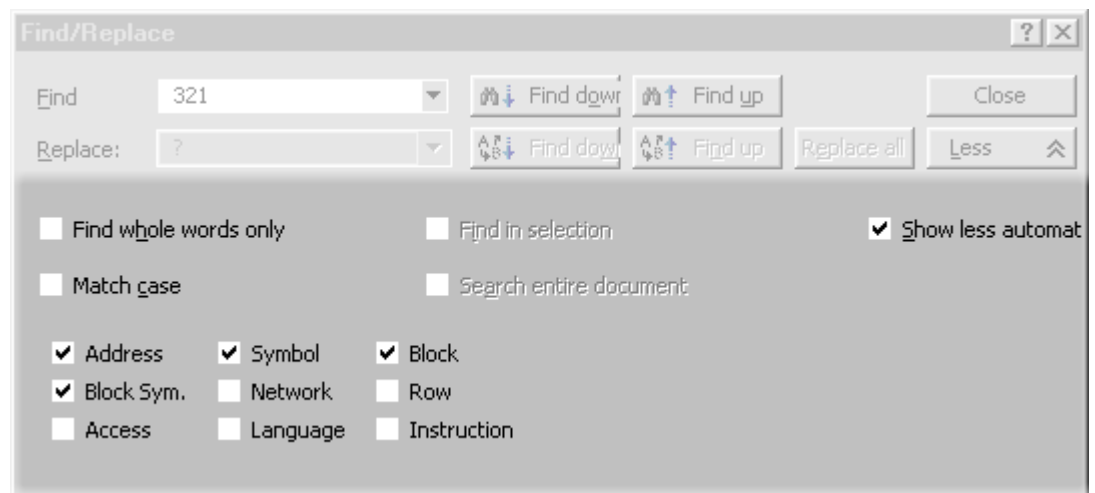 Find/Replace ?
Find 321 Find down Find up Close
Replace: ? Find dow Find up Replace all Less
Find whole words only Find in selection Show less automat
Match case Search entire document
Address Symbol Block
Block Sym. Network Row
Access Language Instruction